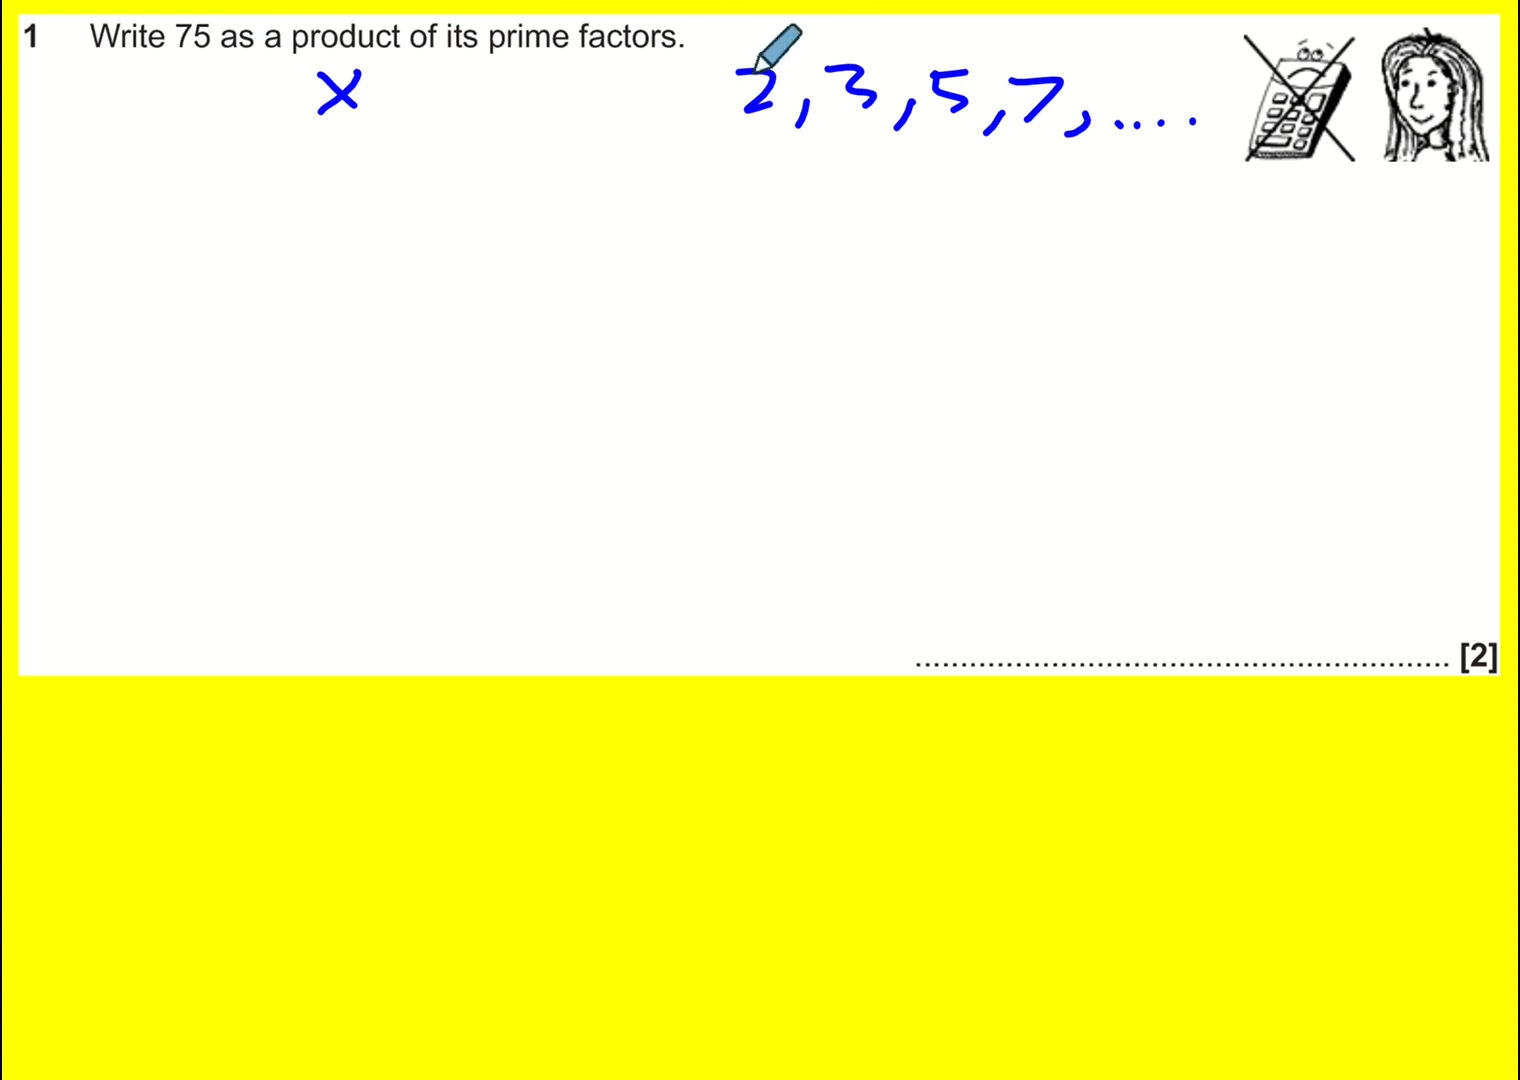 1 Write 75 as a product of its prime factors.
x 2, 3, 5, 7, ....
............................................................ [2]